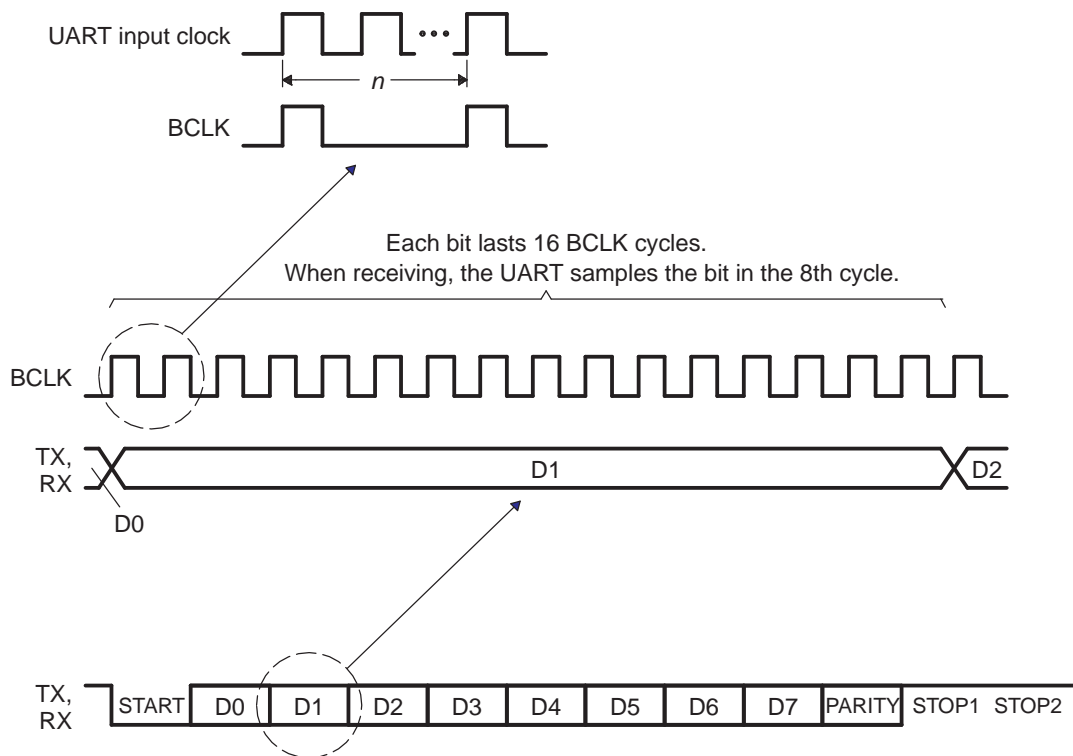 UART input clock
n
BCLK
Each bit lasts 16 BCLK cycles.
When receiving, the UART samples the bit in the 8th cycle.
BCLK
TX,
RX
D1
D2
D0
TX,
RX
START D0 D1 D2 D3 D4 D5 D6 D7 PARITY STOP1 STOP2